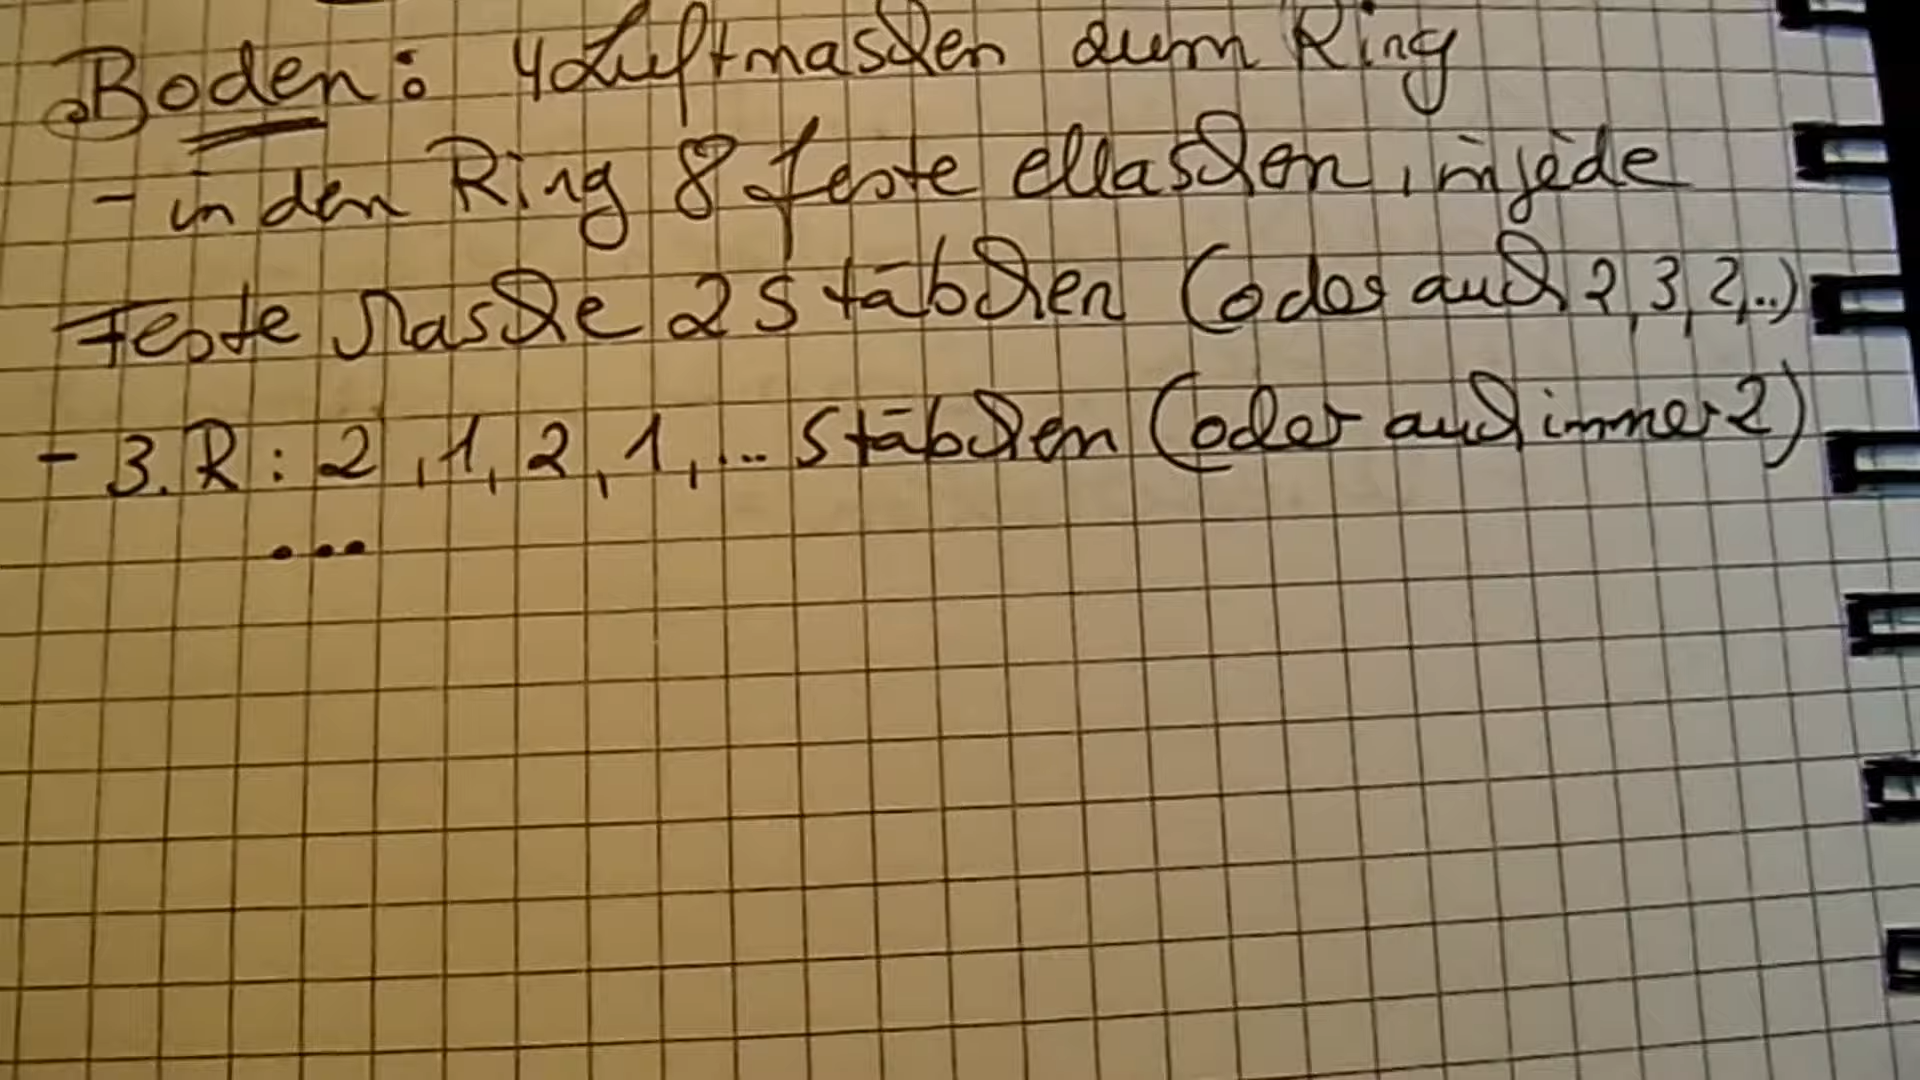 Boden: 4 Luftmaschen zum Ring
- in den Ring 8 feste Maschen, in jede
Feste Masche 2 Stäbchen (oder auch 2, 3, 2,..)
- 3. R: 2, 1, 2, 1, ... Stäbchen (oder auch immer 2)
...